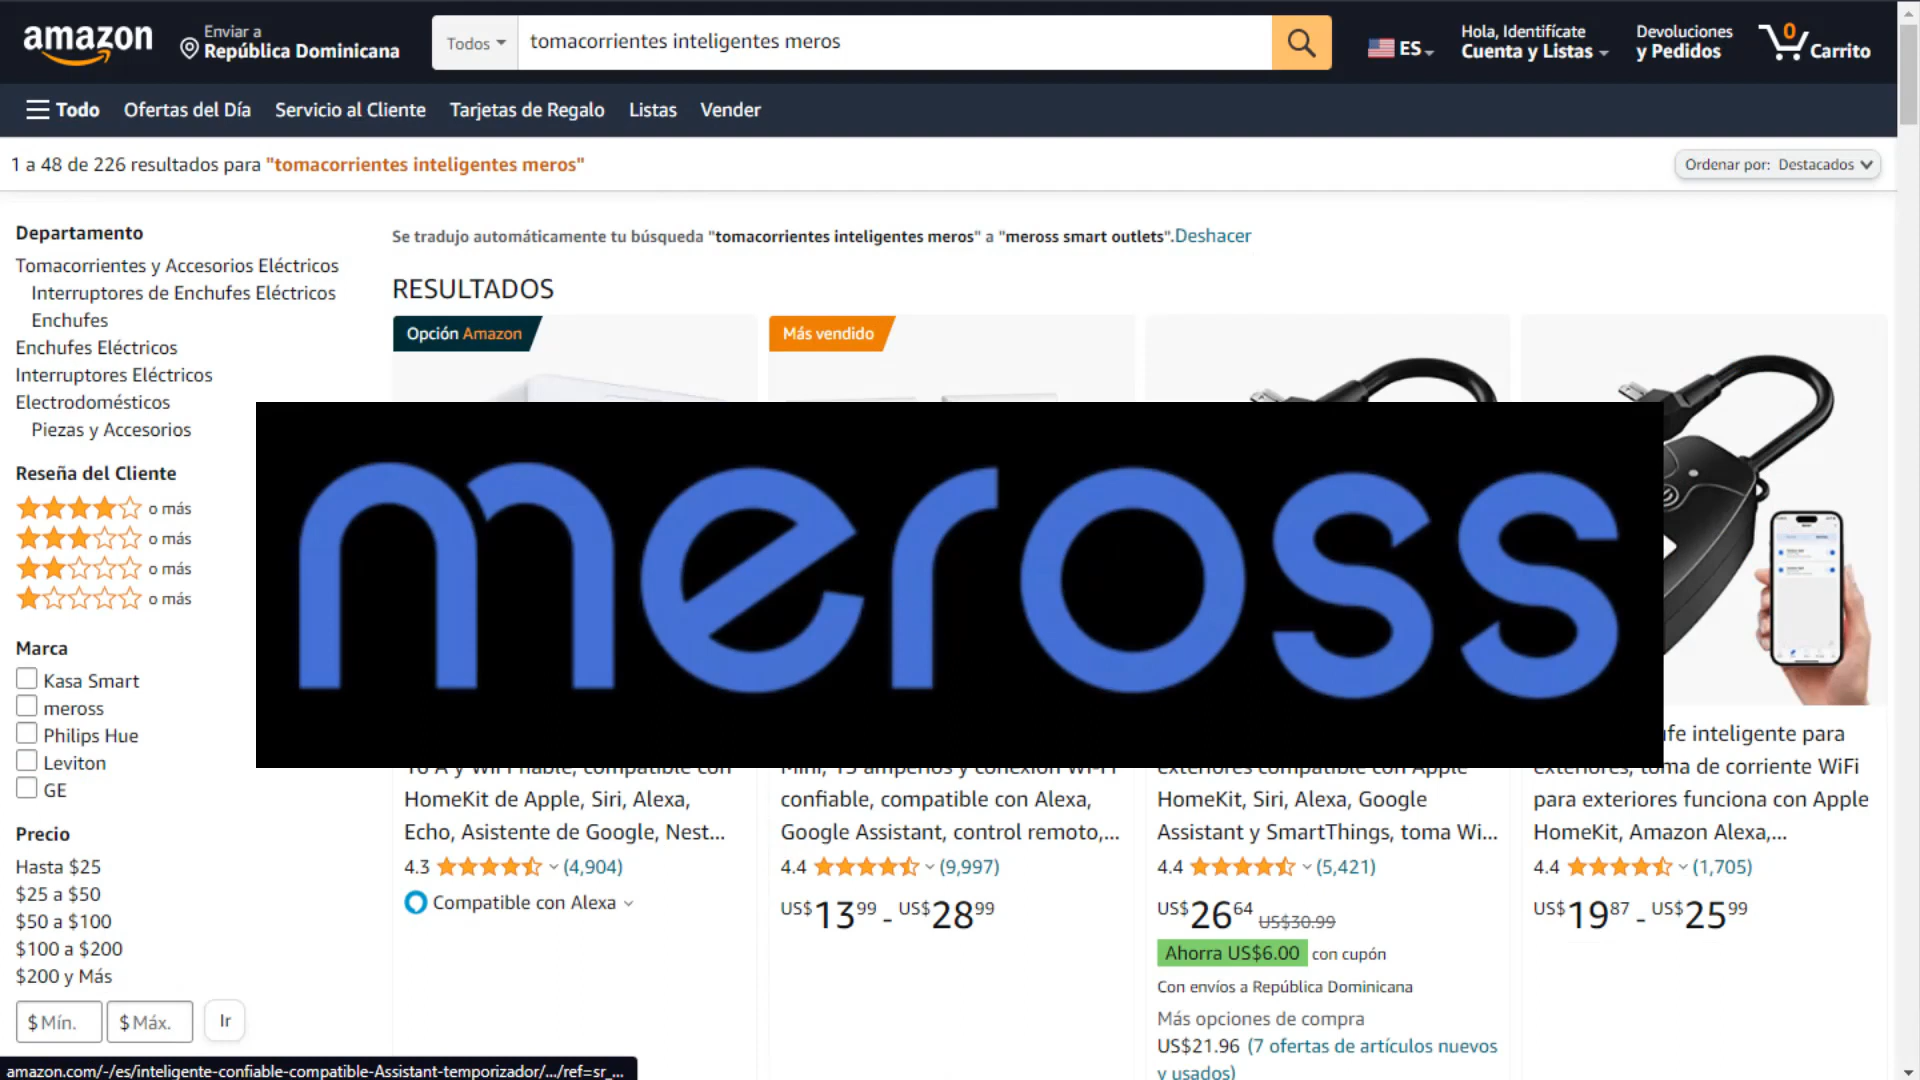 amazon
Enviar a
República Dominicana
Todos
tomacorrientes inteligentes meros
ES
Hola, Identifícate
Cuenta y Listas
Devoluciones
y Pedidos
0
Carrito
Todo
Ofertas del Día
Servicio al Cliente
Tarjetas de Regalo
Listas
Vender
1 a 48 de 226 resultados para "tomacorrientes inteligentes meros"
Ordenar por: Destacados
Departamento
Tomacorrientes y Accesorios Eléctricos
Interruptores de Enchufes Eléctricos
Enchufes
Enchufes Eléctricos
Interruptores Eléctricos
Electrodomésticos
Piezas y Accesorios
Reseña del Cliente
o más
o más
o más
o más
Marca
Kasa Smart
meross
Philips Hue
Leviton
GE
Precio
Hasta $25
$25 a $50
$50 a $100
$100 a $200
$200 y Más
$ Mín.
$ Máx.
Ir
Se tradujo automáticamente tu búsqueda "tomacorrientes inteligentes meros" a "meross smart outlets".Deshacer
RESULTADOS
Opción Amazon
Más vendido
meross
HomeKit de Apple, Siri, Alexa,
Echo, Asistente de Google, Nest...
4.3 (4,904)
Compatible con Alexa
Mini, 15 amperios y conexión Wi-Fi
confiable, compatible con Alexa,
Google Assistant, control remoto,...
4.4 (9,997)
US$13.99 - US$28.99
exteriores compatible con Apple
HomeKit, Siri, Alexa, Google
Assistant y SmartThings, toma Wi...
4.4 (5,421)
US$26.64 US$30.99
Ahorra US$6.00 con cupón
Con envíos a República Dominicana
Más opciones de compra
US$21.96 (7 ofertas de artículos nuevos
y usados)
inteligente para
exteriores, toma de corriente WiFi
para exteriores funciona con Apple
HomeKit, Amazon Alexa,...
4.4 (1,705)
US$19.87 - US$25.99
amazon.com/-/es/inteligente-confiable-compatible-Assistant-temporizador/.../ref=sr_...